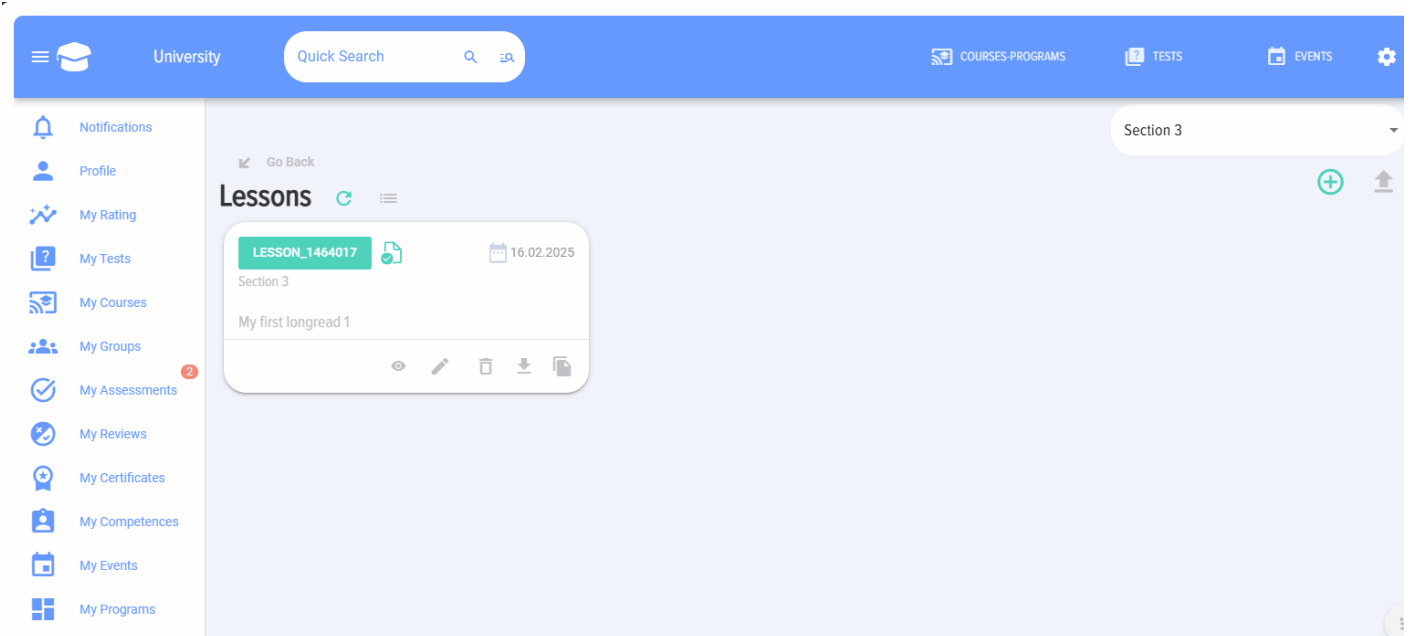 University
Quick Search
COURSES-PROGRAMS
TESTS
EVENTS
Notifications
Profile
My Rating
My Tests
My Courses
My Groups
2
My Assessments
My Reviews
My Certificates
My Competences
My Events
My Programs
Section 3
Go Back
Lessons
LESSON_1464017
16.02.2025
Section 3
My first longread 1